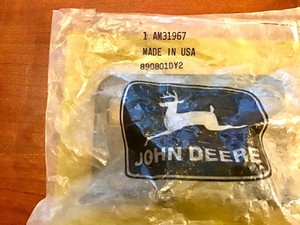 1 AM31967
MADE IN USA
890801DY2
JOHN DEERE